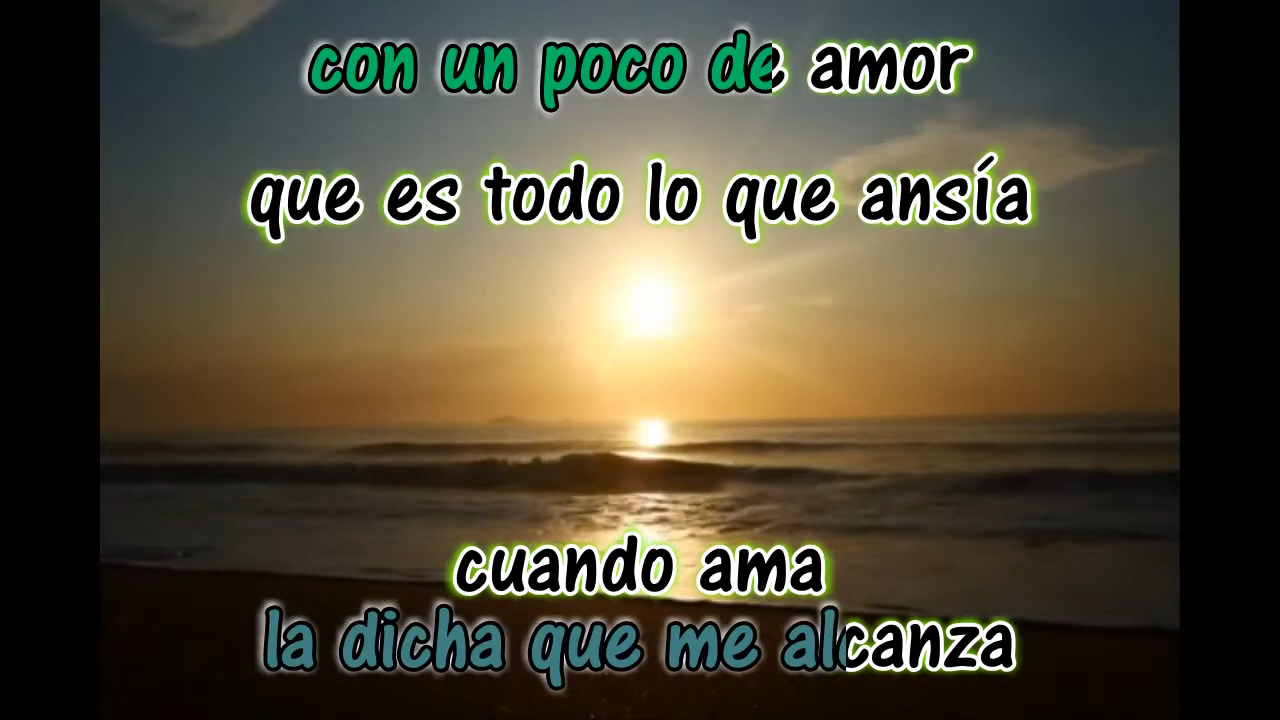 con un poco de amor
que es todo lo que ansía
cuando ama
la dicha que me alcanza